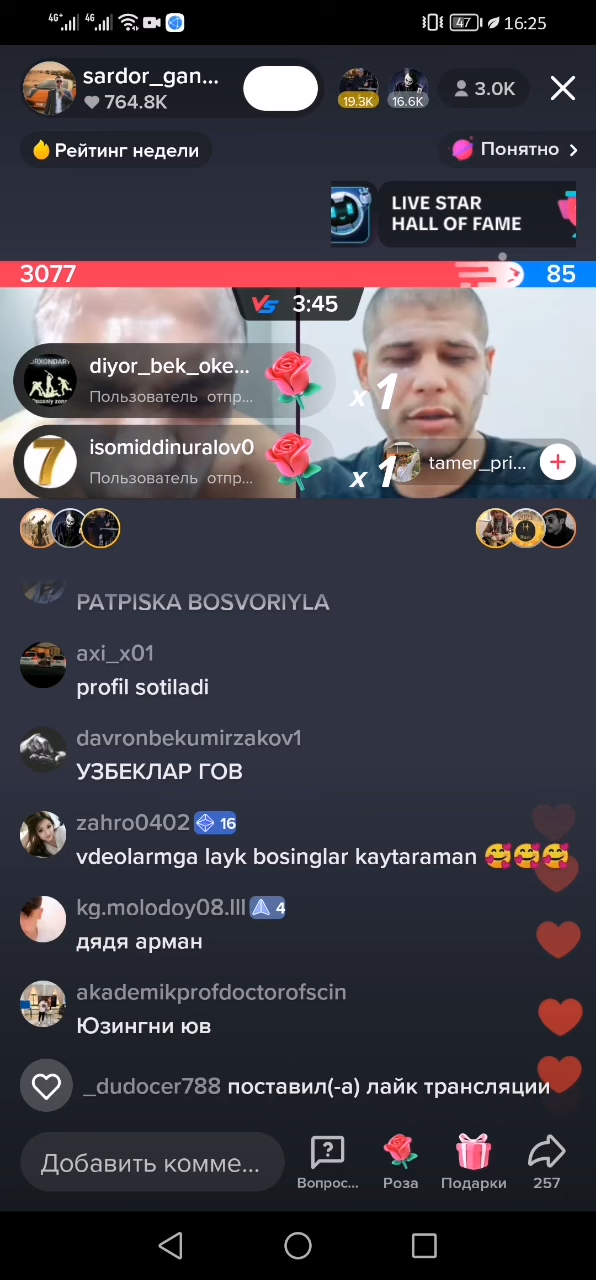 4G+ 4G 47 16:25
sardor_gan...
764.8K
19.3K 16.6K 3.0K
Рейтинг недели
Понятно
LIVE STAR
HALL OF FAME
3077 85
VS 3:45
diyor_bek_oke...
Пользователь отпр...
x 1
isomiddinuralov0
Пользователь отпр...
x 1
tamer_pri...
PATPISKA BOSVORIYLA
axi_x01
profil sotiladi
davronbekumirzakov1
УЗБЕКЛАР ГОВ
zahro0402 16
vdeolarmga layk bosinglar kaytaraman 🥰🥰🥰
kg.molodoy08.lll 4
дядя арман
akademikprofdoctorofscin
Юзингни юв
_dudocer788 поставил(-а) лайк трансляции
Добавить комме...
Вопрос... Роза Подарки 257